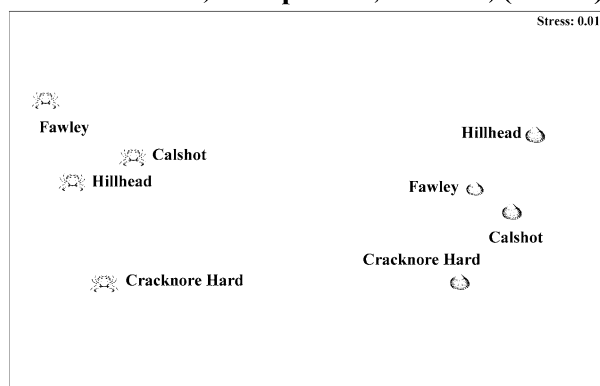 Stress: 0.01
Fawley
Calshot
Hillhead
Cracknore Hard
Hillhead
Fawley
Calshot
Cracknore Hard